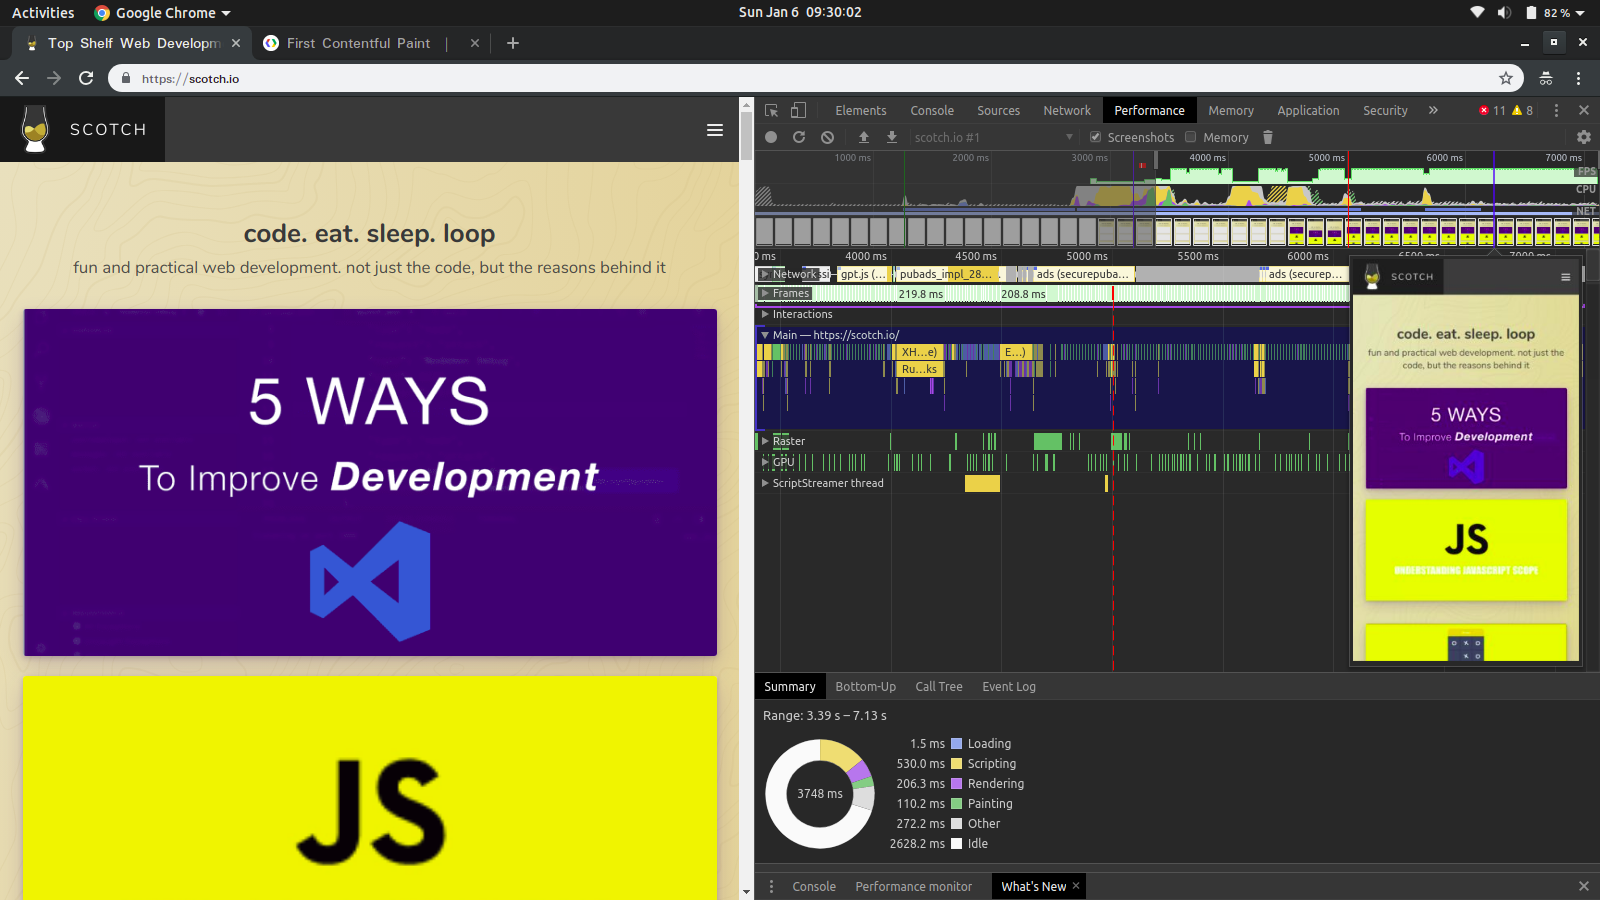 Activities Google Chrome Sun Jan 6 09:30:02 82 %
Top Shelf Web Developm First Contentful Paint |
https://scotch.io
SCOTCH
code. eat. sleep. loop
fun and practical web development. not just the code, but the reasons behind it
5 WAYS
To Improve Development
JS
Elements Console Sources Network Performance Memory Application Security » 11 8
scotch.io #1 Screenshots Memory
1000 ms 2000 ms 3000 ms 4000 ms 5000 ms 6000 ms 7000 ms
FPS
CPU
NET
0 ms 4000 ms 4500 ms 5000 ms 5500 ms 6000 ms 6500 ms 7000 ms
Network gpt.js (... pubads_impl_28... ads (securepuba... ads (securep...
Frames 219.8 ms 208.8 ms
Interactions
Main — https://scotch.io/
XH...e) E...)
Ru...ks
Raster
GPU
ScriptStreamer thread
SCOTCH
code. eat. sleep. loop
fun and practical web development. not just the
code, but the reasons behind it
5 WAYS
To Improve Development
JS
UNDERSTANDING JAVASCRIPT SCOPE
Summary Bottom-Up Call Tree Event Log
Range: 3.39 s – 7.13 s
3748 ms
1.5 ms Loading
530.0 ms Scripting
206.3 ms Rendering
110.2 ms Painting
272.2 ms Other
2628.2 ms Idle
Console Performance monitor What's New